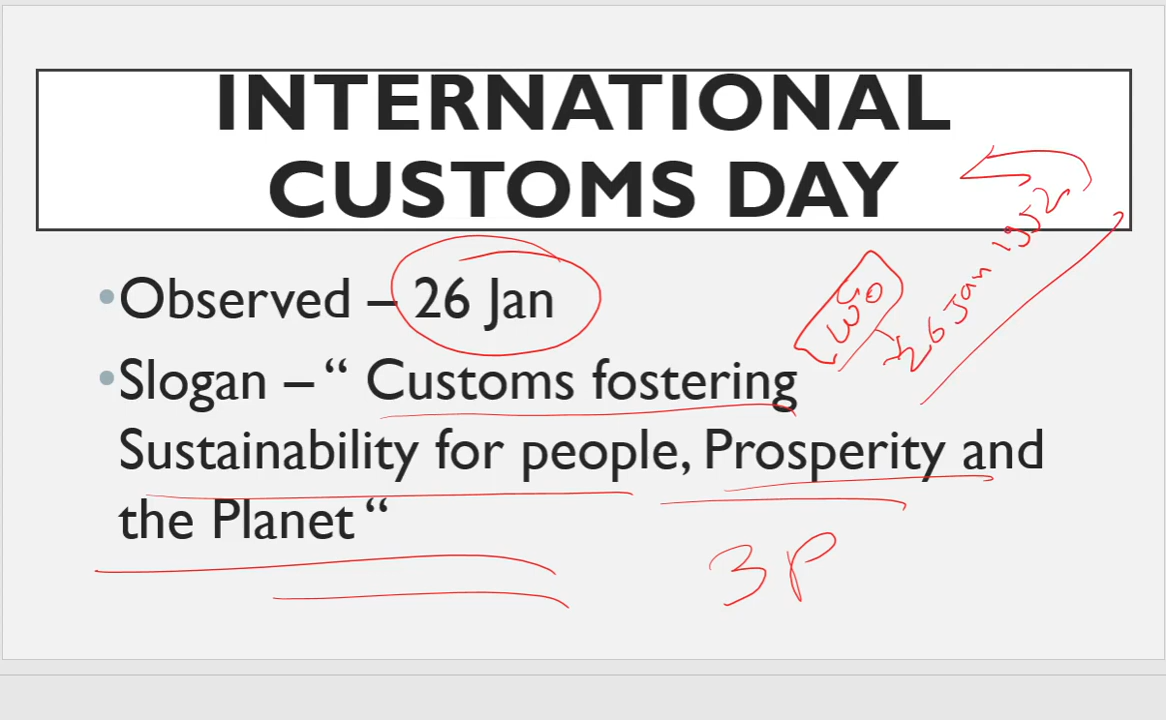 INTERNATIONAL
CUSTOMS DAY
•Observed – 26 Jan
•Slogan –“ Customs fostering
Sustainability for people, Prosperity and
the Planet “
WCO
26 Jan 1952
3P